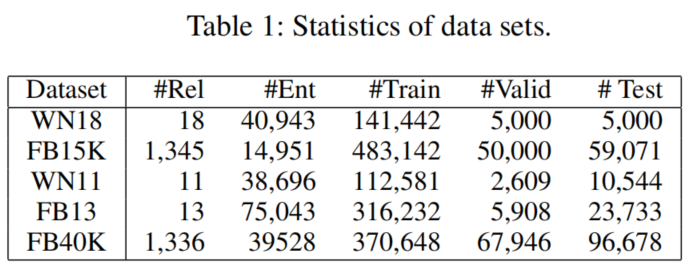 Table 1: Statistics of data sets.
Dataset #Rel #Ent #Train #Valid # Test
WN18 18 40,943 141,442 5,000 5,000
FB15K 1,345 14,951 483,142 50,000 59,071
WN11 11 38,696 112,581 2,609 10,544
FB13 13 75,043 316,232 5,908 23,733
FB40K 1,336 39528 370,648 67,946 96,678